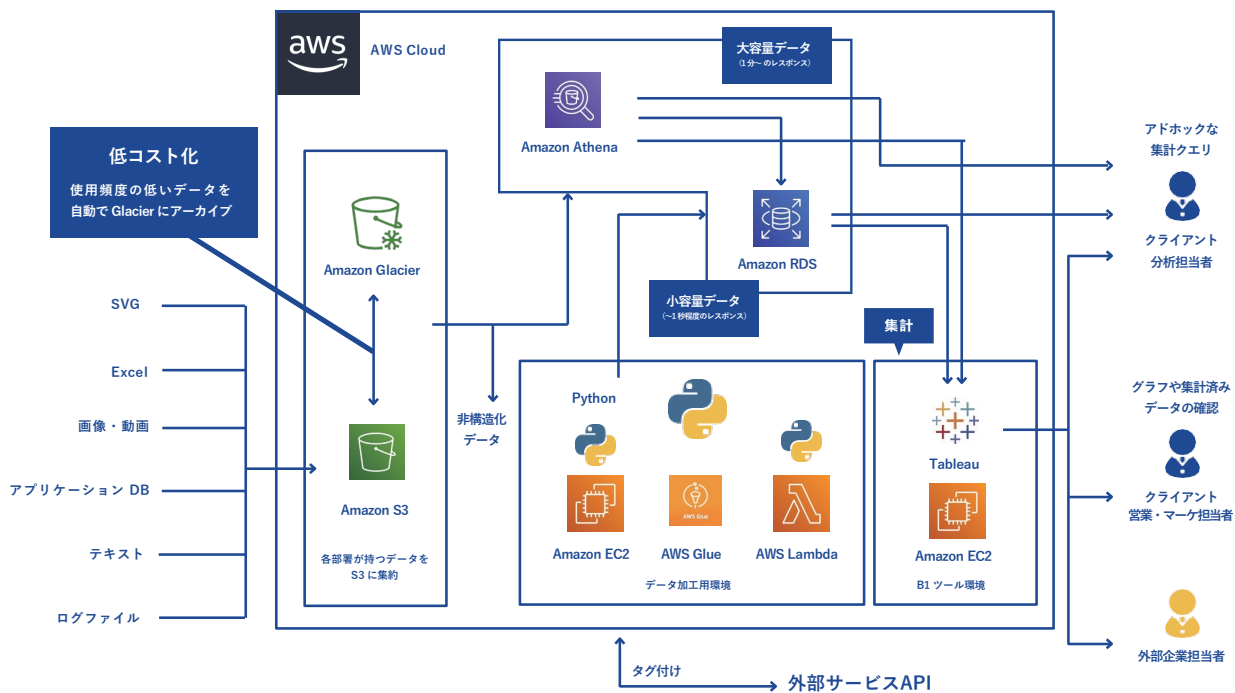 aws
AWS Cloud
大容量データ
(1分〜のレスポンス)
Amazon Athena
低コスト化
使用頻度の低いデータを
自動で Glacier にアーカイブ
Amazon Glacier
Amazon RDS
小容量データ
(〜1秒程度のレスポンス)
集計
アドホックな
集計クエリ
クライアント
分析担当者
SVG
Excel
画像・動画
アプリケーション DB
テキスト
ログファイル
Amazon S3
各部署が持つデータを
S3 に集約
非構造化
データ
Python
Amazon EC2
AWS Glue
AWS Glue
AWS Lambda
データ加工用環境
Tableau
Amazon EC2
B1 ツール環境
グラフや集計済み
データの確認
クライアント
営業・マーケ担当者
外部企業担当者
タグ付け
外部サービスAPI